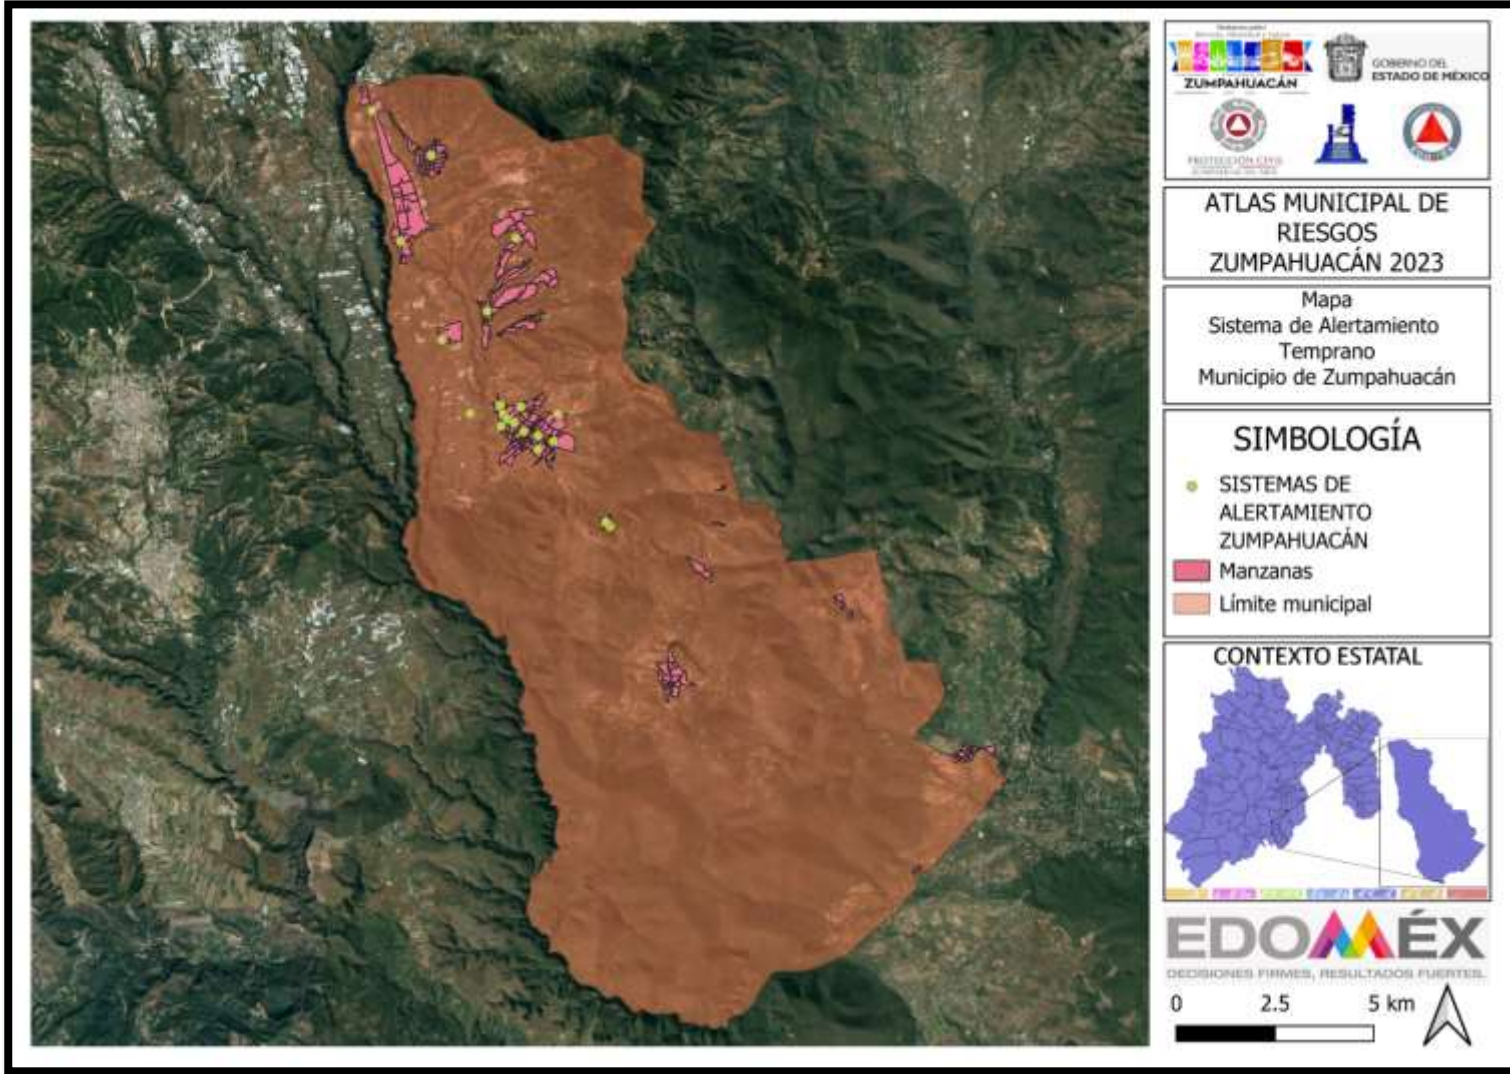 ZUMPAHUACÁN
GOBIERNO DEL
ESTADO DE MÉXICO
PROTECCIÓN CIVIL
ATLAS MUNICIPAL DE
RIESGOS
ZUMPAHUACÁN 2023
Mapa
Sistema de Alertamiento
Temprano
Municipio de Zumpahuacán
SIMBOLOGÍA
SISTEMAS DE
ALERTAMIENTO
ZUMPAHUACÁN
Manzanas
Límite municipal
CONTEXTO ESTATAL
EDOMÉX
DECISIONES FIRMES, RESULTADOS FUERTES.
0 2.5 5 km